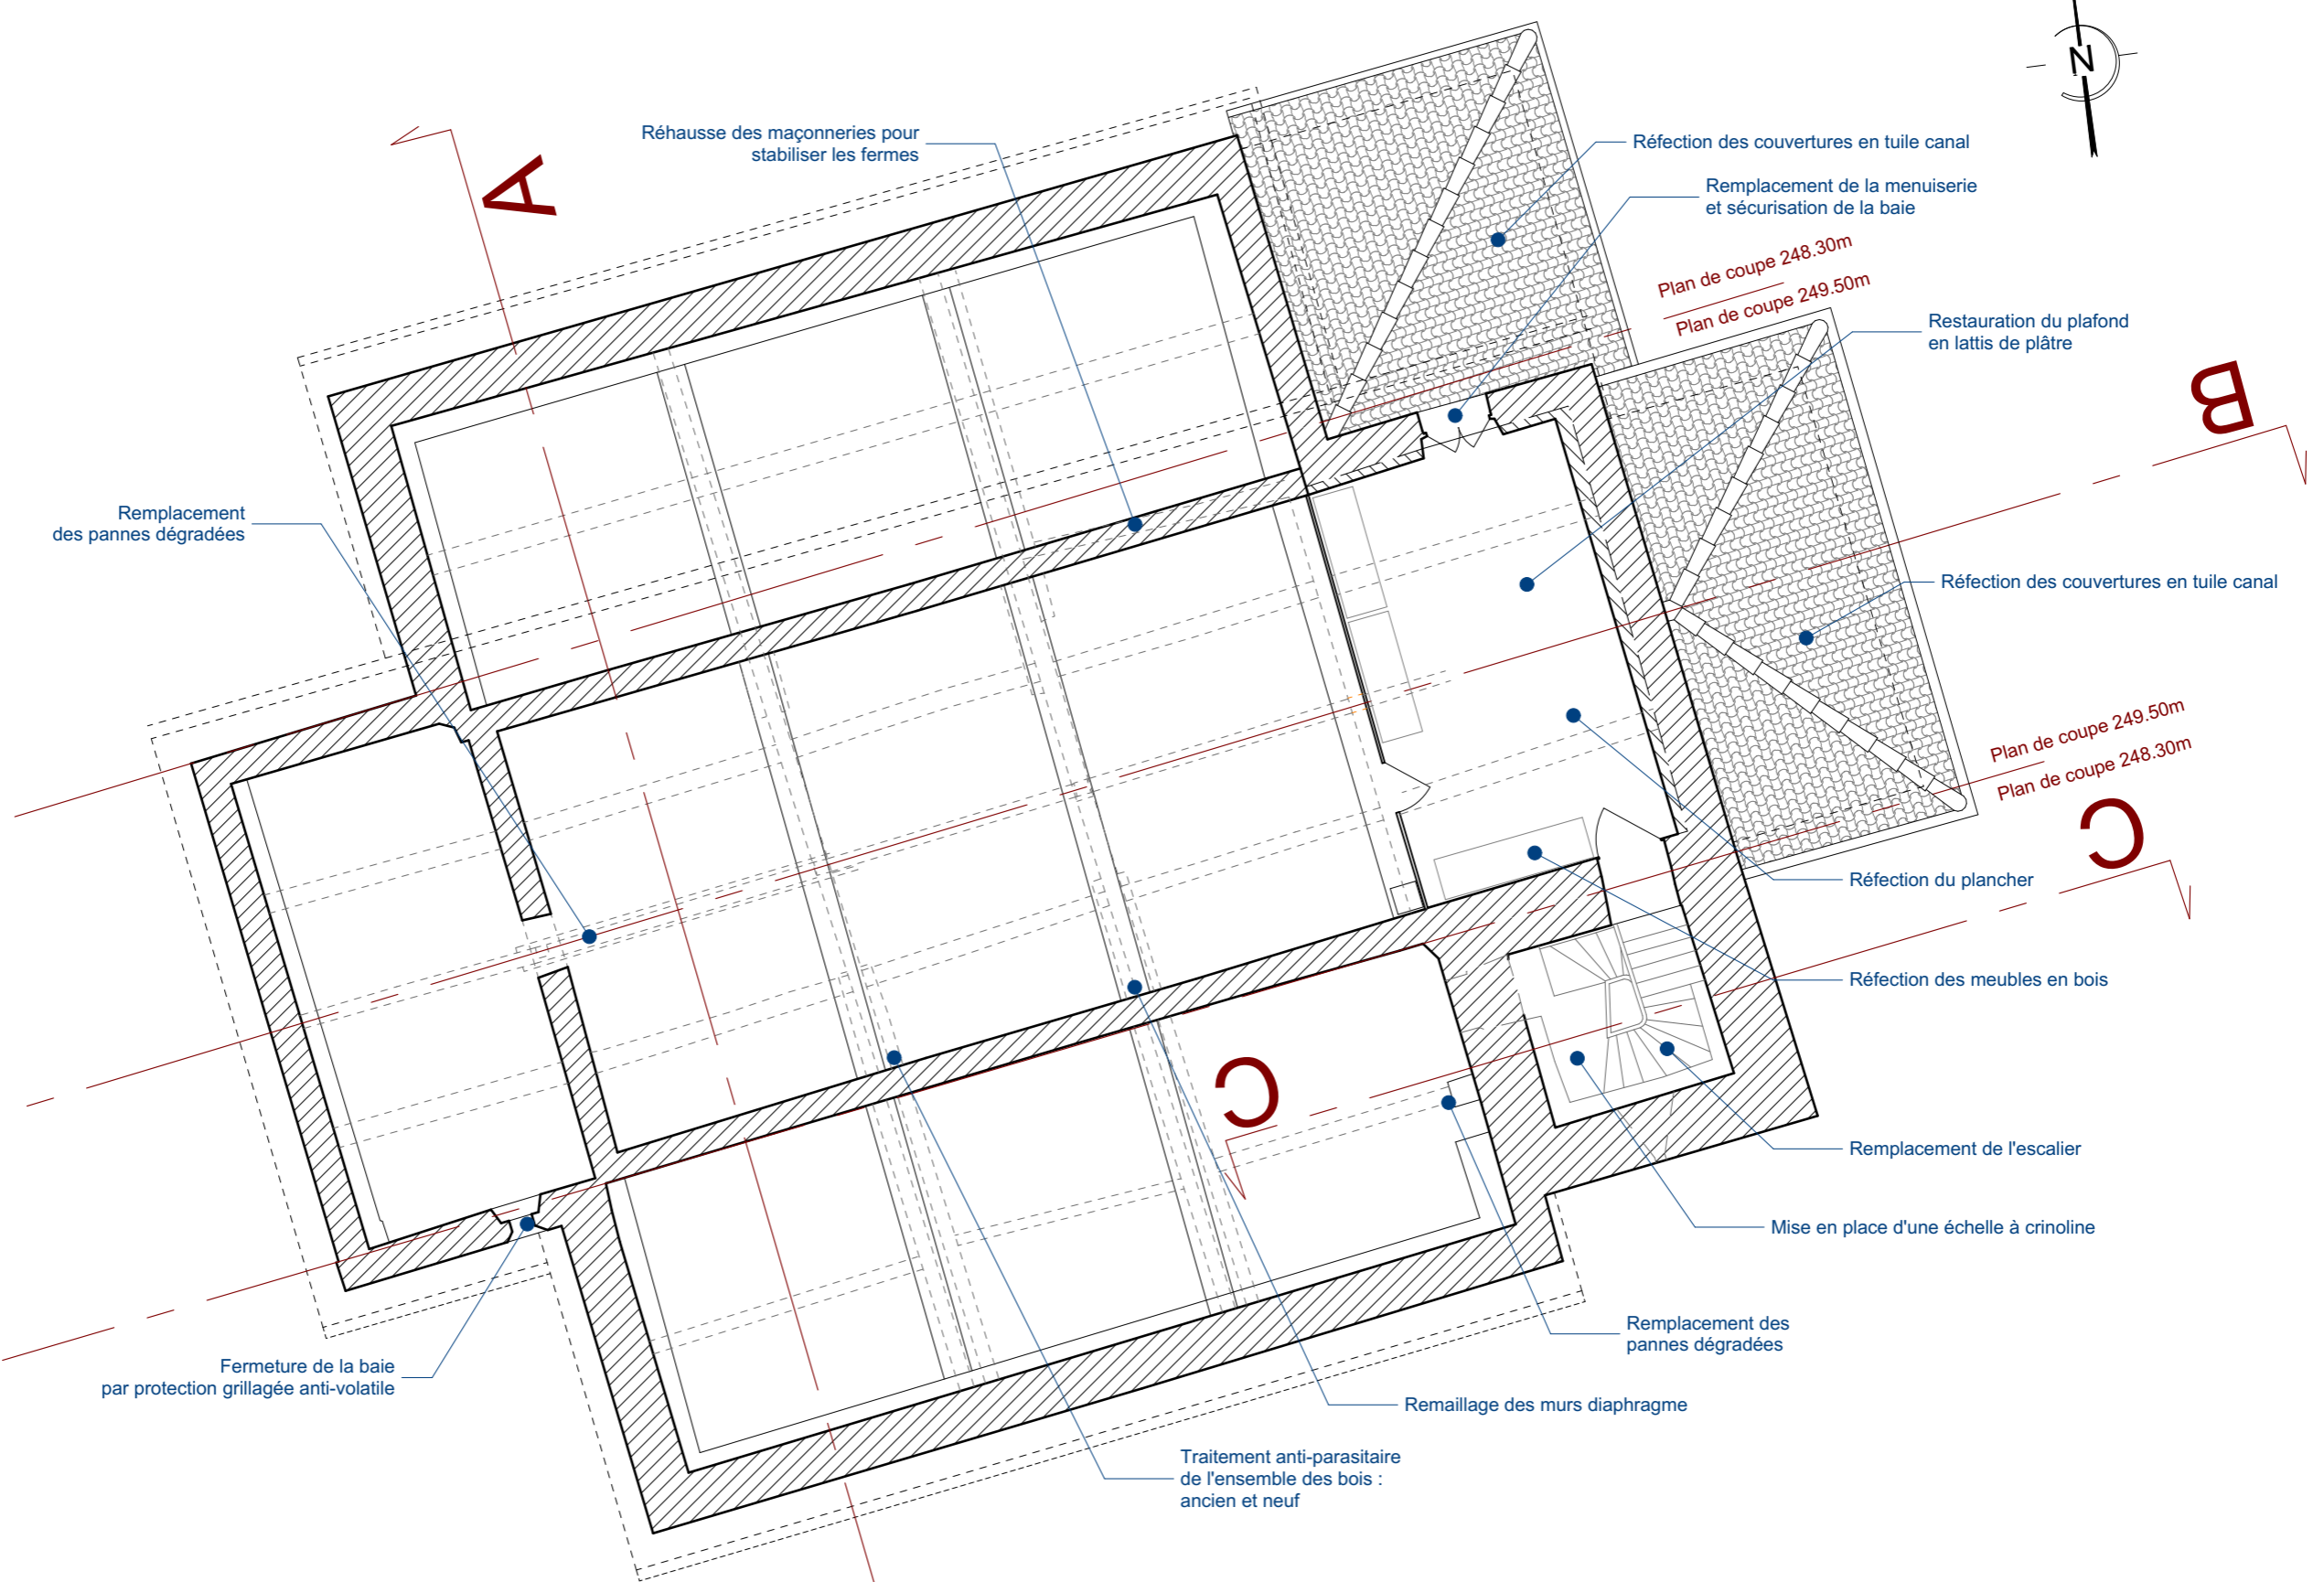 N
A
Réhausse des maçonneries pour
stabiliser les fermes
Réfection des couvertures en tuile canal
Remplacement de la menuiserie
et sécurisation de la baie
Plan de coupe 248.30m
Plan de coupe 249.50m
Restauration du plafond
en lattis de plâtre
B
Remplacement
des pannes dégradées
Réfection des couvertures en tuile canal
Plan de coupe 249.50m
Plan de coupe 248.30m
C
Réfection du plancher
Réfection des meubles en bois
C
Remplacement de l'escalier
Mise en place d'une échelle à crinoline
Remplacement des
pannes dégradées
Fermeture de la baie
par protection grillagée anti-volatile
Remaillage des murs diaphragme
Traitement anti-parasitaire
de l'ensemble des bois :
ancien et neuf